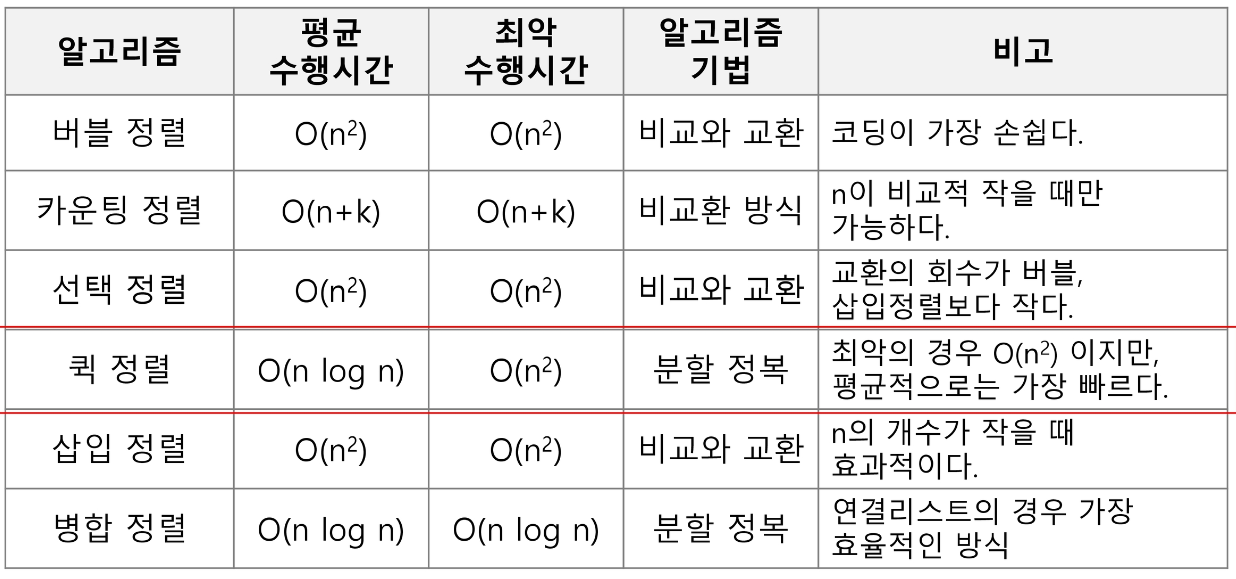 알고리즘 평균 수행시간 최악 수행시간 알고리즘 기법 비고
버블 정렬 O(n²) O(n²) 비교와 교환 코딩이 가장 손쉽다.
카운팅 정렬 O(n+k) O(n+k) 비교환 방식 n이 비교적 작을 때만
가능하다.
선택 정렬 O(n²) O(n²) 비교와 교환 교환의 회수가 버블,
삽입정렬보다 작다.
퀵 정렬 O(n log n) O(n²) 분할 정복 최악의 경우 O(n²) 이지만,
평균적으로는 가장 빠르다.
삽입 정렬 O(n²) O(n²) 비교와 교환 n의 개수가 작을 때
효과적이다.
병합 정렬 O(n log n) O(n log n) 분할 정복 연결리스트의 경우 가장
효율적인 방식